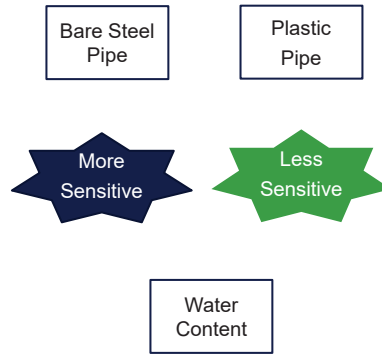 Bare Steel
Pipe
Plastic
Pipe
More
Sensitive
Less
Sensitive
Water
Content